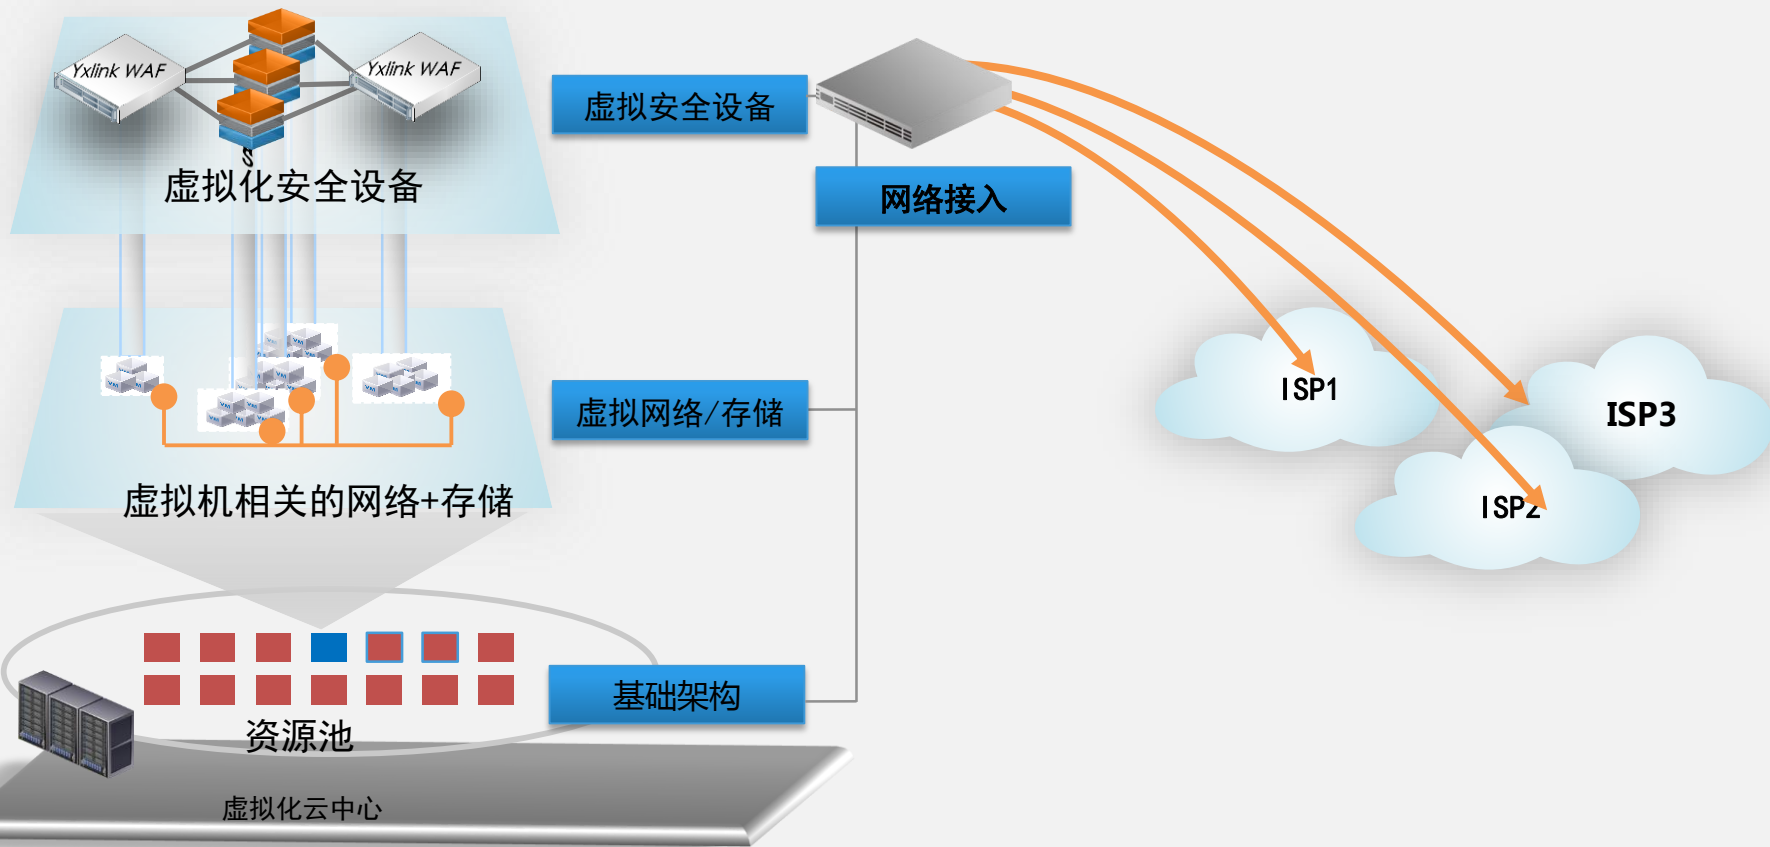 Yxlink WAF
Yxlink WAF
S
虚拟化安全设备
虚拟安全设备
网络接入
虚拟网络/存储
虚拟机相关的网络+存储
ISP1
ISP3
ISP2
基础架构
资源池
虚拟化云中心